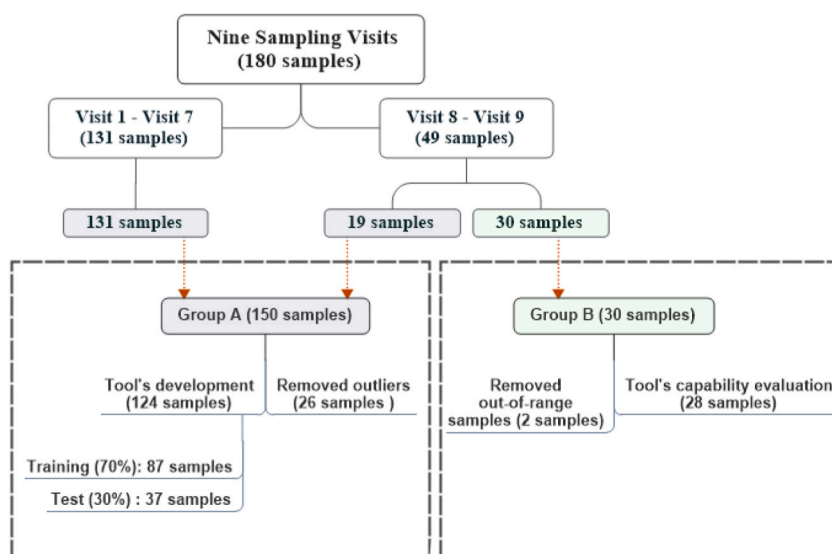 Nine Sampling Visits
(180 samples)
Visit 1 - Visit 7
(131 samples)
Visit 8 - Visit 9
(49 samples)
131 samples
19 samples
30 samples
Group A (150 samples)
Group B (30 samples)
Tool's development
(124 samples)
Removed outliers
(26 samples )
Training (70%): 87 samples
Test (30%) : 37 samples
Removed
out-of-range
samples (2 samples)
Tool's capability evaluation
(28 samples)